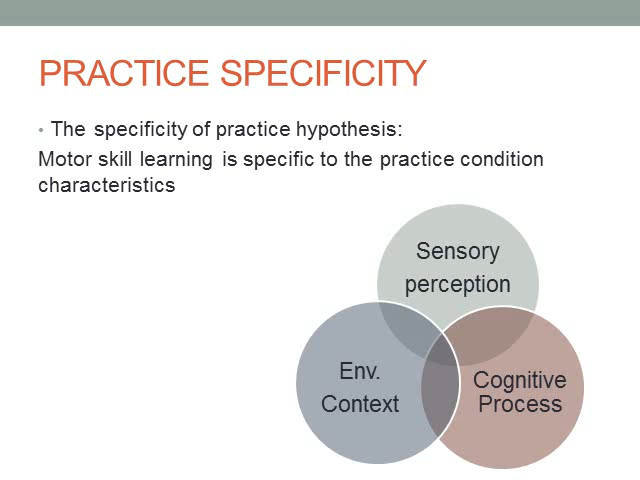 PRACTICE SPECIFICITY
• The specificity of practice hypothesis:
Motor skill learning is specific to the practice condition
characteristics
Sensory
perception
Env.
Context
Cognitive
Process